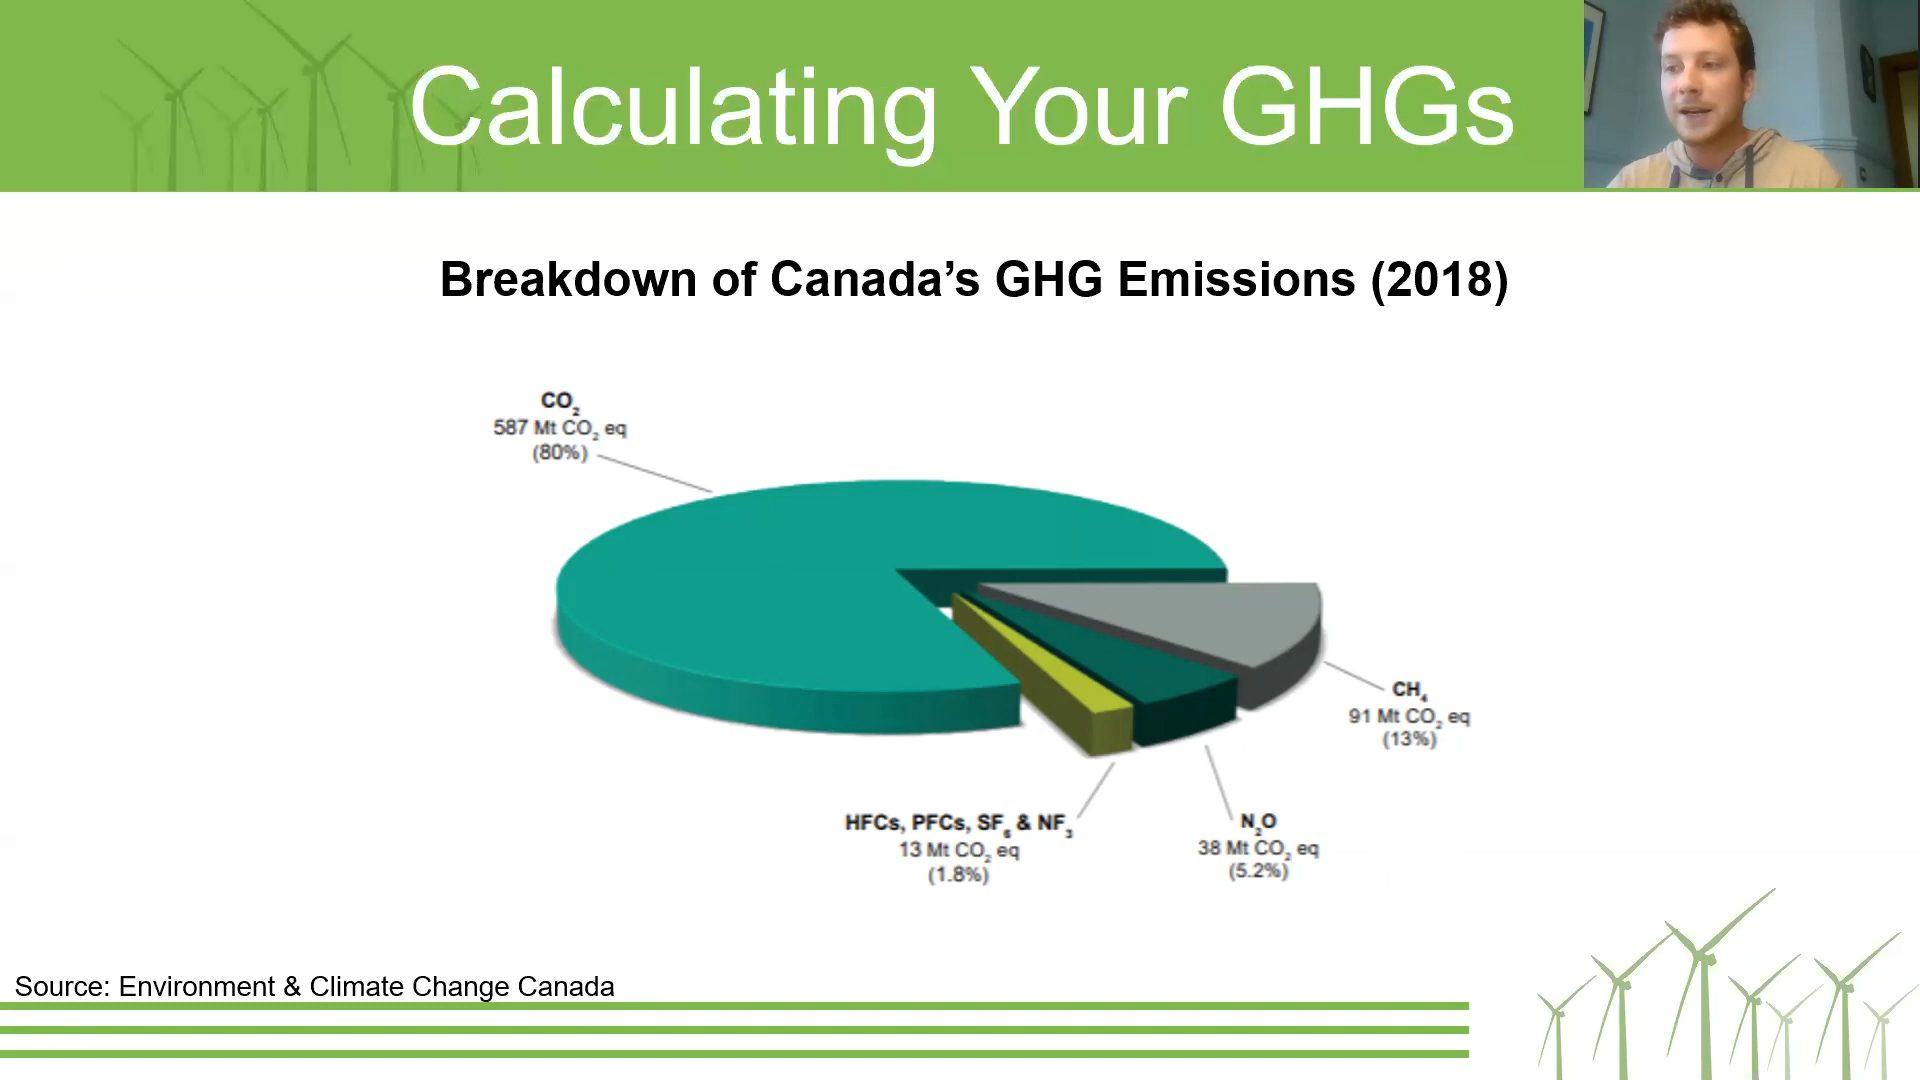 Calculating Your GHGs
Breakdown of Canada’s GHG Emissions (2018)
CO₂
587 Mt CO₂ eq
(80%)
CH₄
91 Mt CO₂ eq
(13%)
HFCs, PFCs, SF₆ & NF₃
13 Mt CO₂ eq
(1.8%)
N₂O
38 Mt CO₂ eq
(5.2%)
Source: Environment & Climate Change Canada